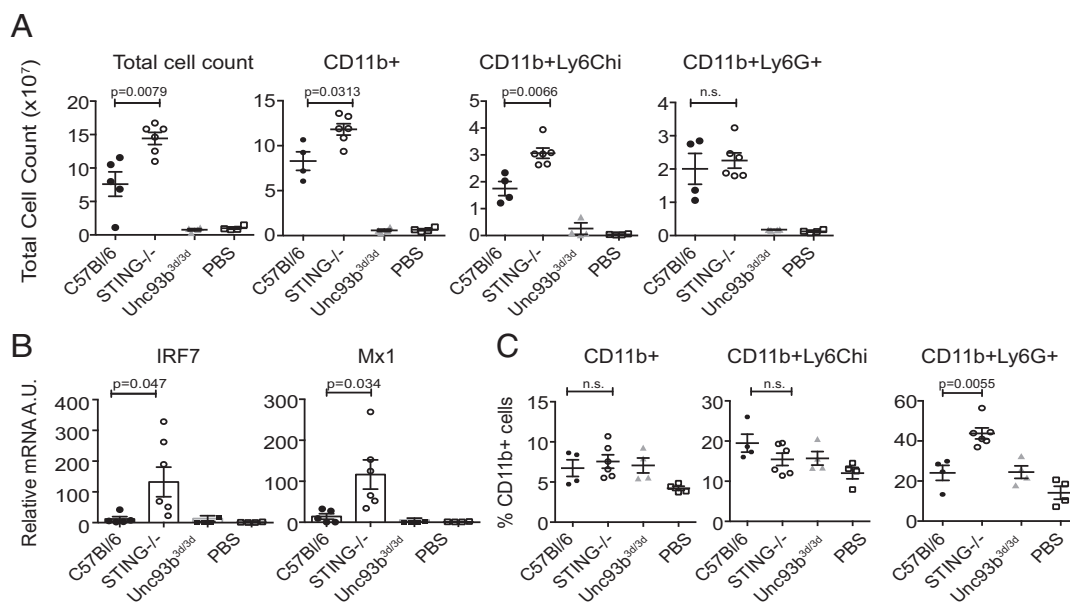 A
Total Cell Count (x10⁷)
Total cell count
p=0.0079
20
15
10
5
0
C57Bl/6
STING-/-
Unc93b3d/3d
PBS
CD11b+
p=0.0313
15
10
5
0
C57Bl/6
STING-/-
Unc93b3d/3d
PBS
CD11b+Ly6Chi
p=0.0066
5
4
3
2
1
0
C57Bl/6
STING-/-
Unc93b3d/3d
PBS
CD11b+Ly6G+
n.s.
4
3
2
1
0
C57Bl/6
STING-/-
Unc93b3d/3d
PBS
B
Relative mRNA A.U.
IRF7
p=0.047
400
300
200
100
0
C57Bl/6
STING-/-
Unc93b3d/3d
PBS
Mx1
p=0.034
300
200
100
0
C57Bl/6
STING-/-
Unc93b3d/3d
PBS
C
% CD11b+ cells
CD11b+
n.s.
15
10
5
0
C57Bl/6
STING-/-
Unc93b3d/3d
PBS
CD11b+Ly6Chi
n.s.
30
20
10
0
C57Bl/6
STING-/-
Unc93b3d/3d
PBS
CD11b+Ly6G+
p=0.0055
60
40
20
0
C57Bl/6
STING-/-
Unc93b3d/3d
PBS